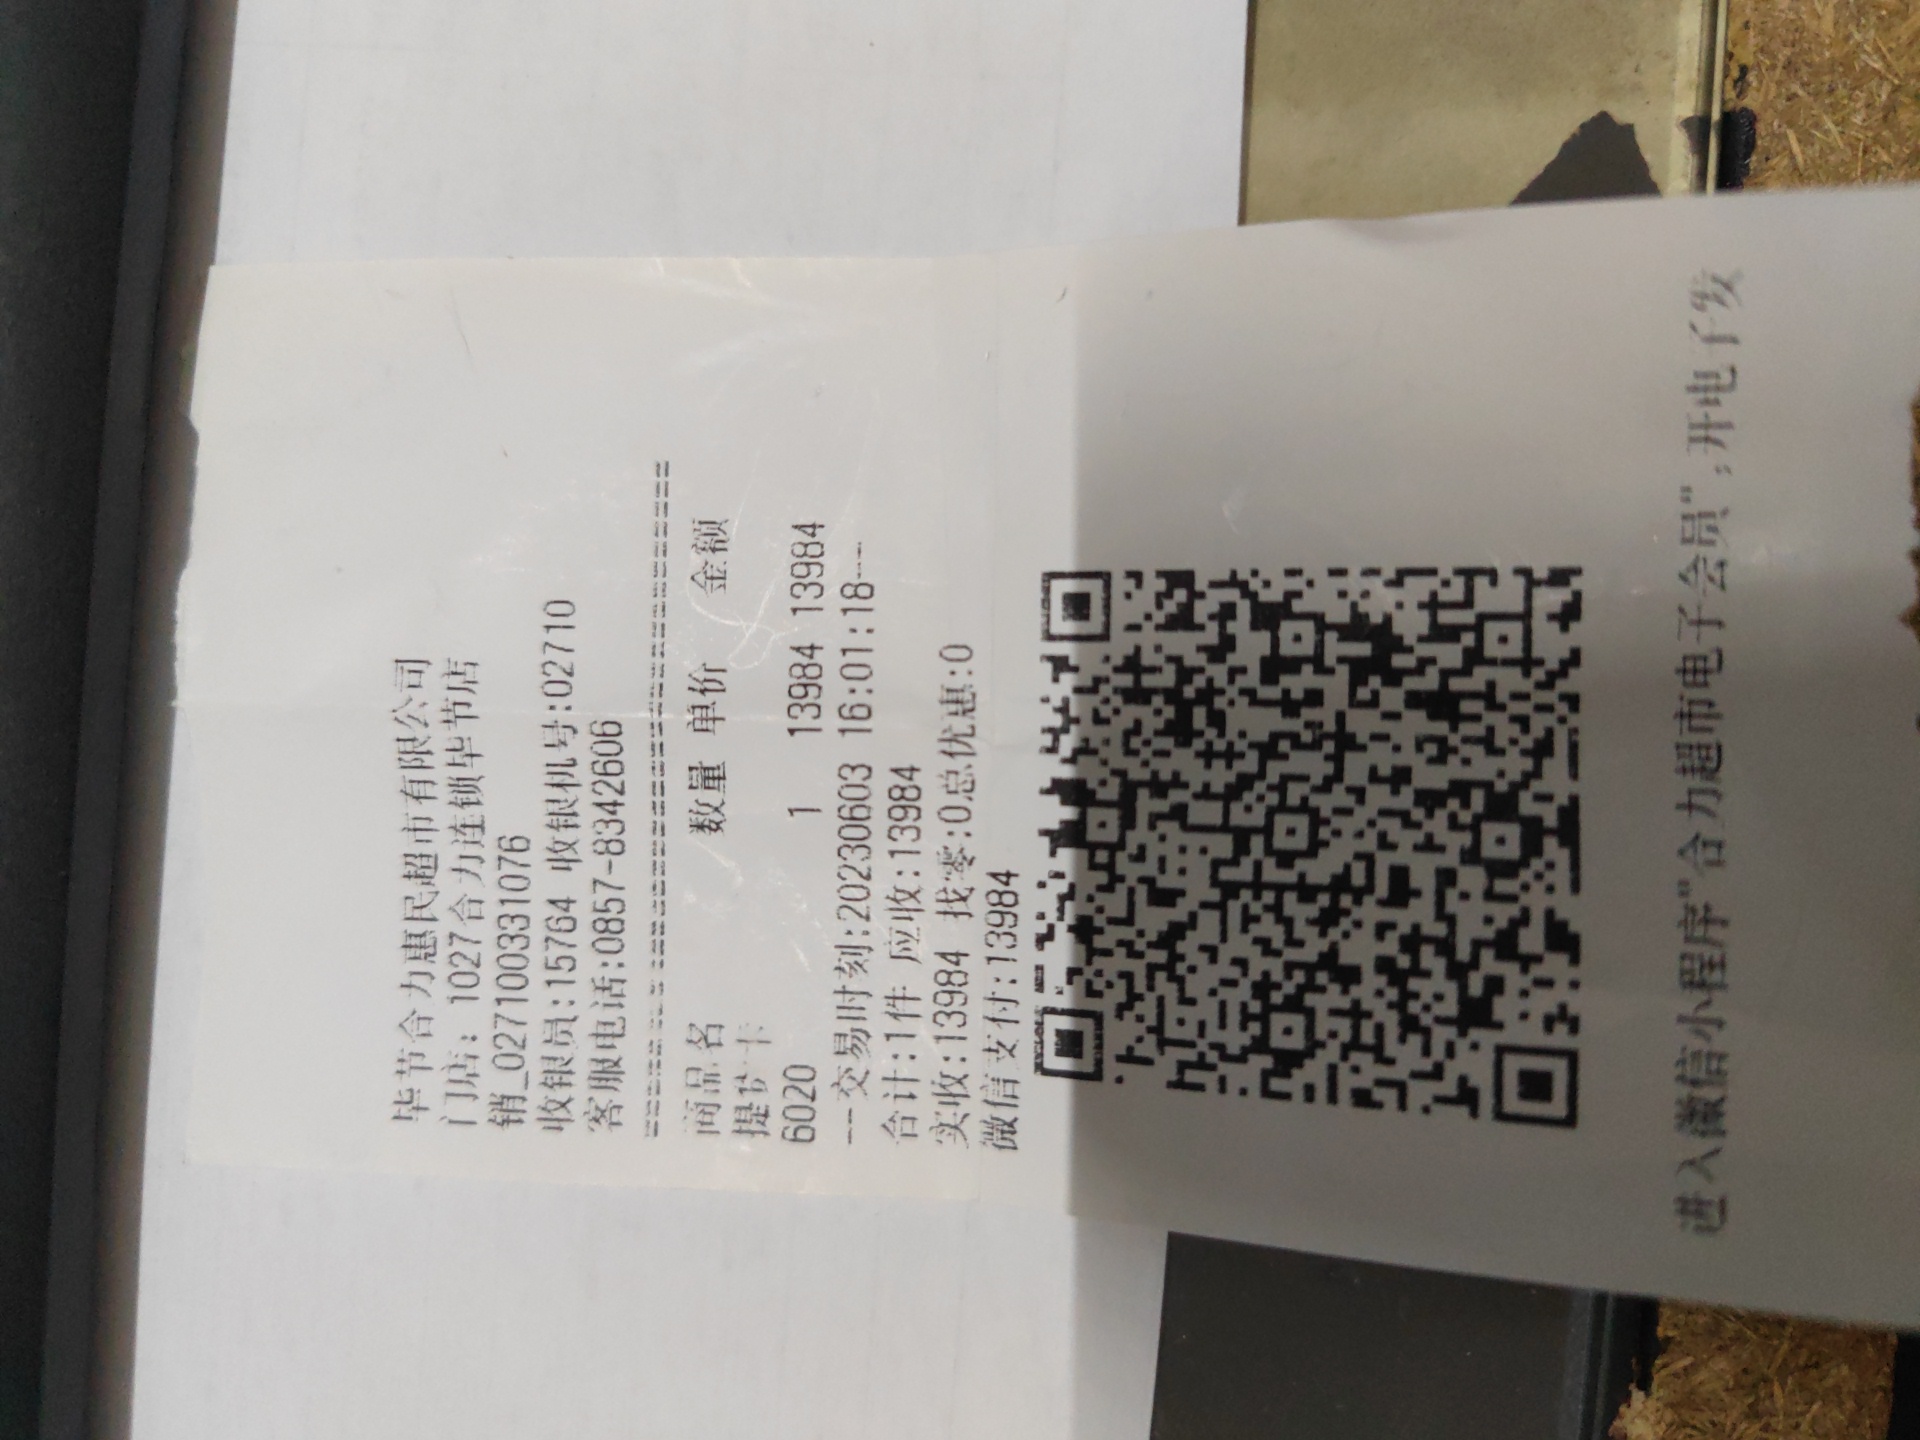 毕节合力惠民超市有限公司
门店: 1027合力连锁毕节店
销_027100331076
收银员:15764 收银机号:02710
客服电话:0857-8342606
商品名 数量 单价 金额
提货卡
6020 1 13984 13984
--交易时刻:20230603 16:01:18--
合计:1件 应收:13984
实收:13984 找零:0总优惠:0
微信支付:13984
进入微信小程序"合力超市电子会员",开电子发